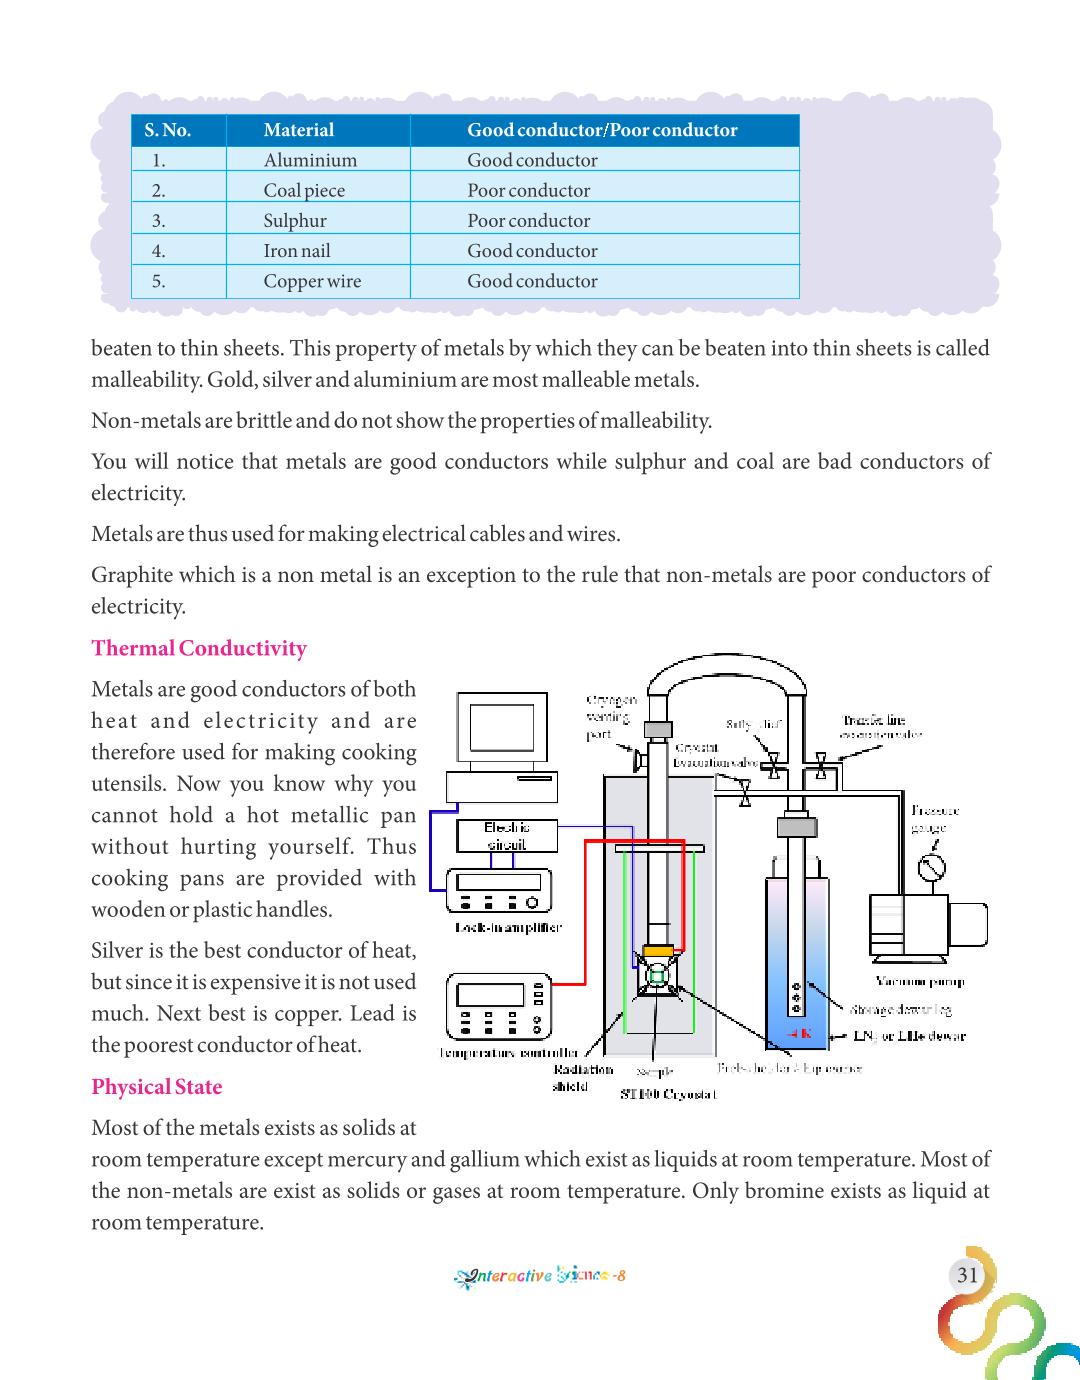 S. No. Material Good conductor/Poor conductor
1. Aluminium Good conductor
2. Coal piece Poor conductor
3. Sulphur Poor conductor
4. Iron nail Good conductor
5. Copper wire Good conductor
beaten to thin sheets. This property of metals by which they can be beaten into thin sheets is called
malleability. Gold, silver and aluminium are most malleable metals.
Non-metals are brittle and do not show the properties of malleability.
You will notice that metals are good conductors while sulphur and coal are bad conductors of
electricity.
Metals are thus used for making electrical cables and wires.
Graphite which is a non metal is an exception to the rule that non-metals are poor conductors of
electricity.
Thermal Conductivity
Metals are good conductors of both
heat and electricity and are
therefore used for making cooking
utensils. Now you know why you
cannot hold a hot metallic pan
without hurting yourself. Thus
cooking pans are provided with
wooden or plastic handles.
Silver is the best conductor of heat,
but since it is expensive it is not used
much. Next best is copper. Lead is
the poorest conductor of heat.
Physical State
Most of the metals exists as solids at
room temperature except mercury and gallium which exist as liquids at room temperature. Most of
the non-metals are exist as solids or gases at room temperature. Only bromine exists as liquid at
room temperature.
Cryogen
venting
port
Transfer line
evacuation valve
Cryostat
Evacuation valve
Pressure
gauge
Electric
circuit
Lock-in amplifier
Vacuum pump
Storage dewar leg
LN2 or LHe dewar
Temperature controller
Radiation
shield
Sample
ST100 Cryostat
Interactive Science-8
31